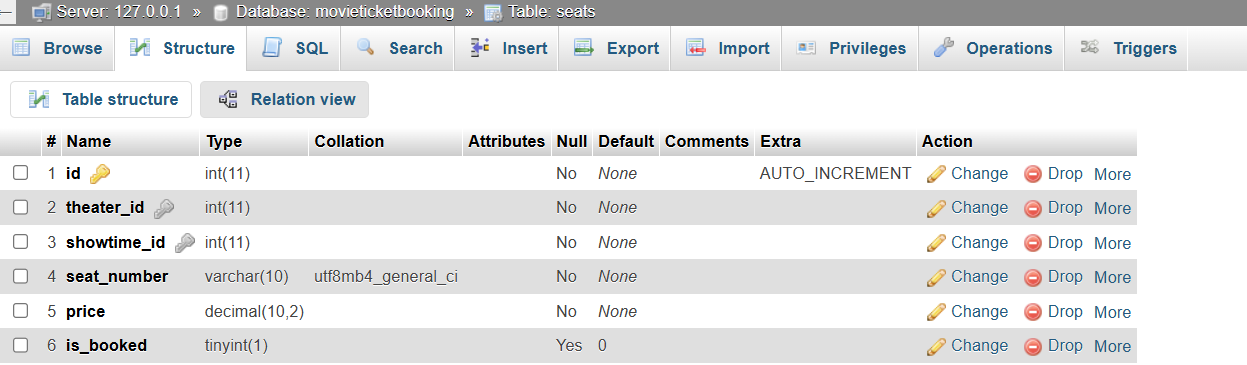 Server: 127.0.0.1 » Database: movieticketbooking » Table: seats
Browse Structure SQL Search Insert Export Import Privileges Operations Triggers
Table structure Relation view
# Name Type Collation Attributes Null Default Comments Extra Action
1 id int(11) No None AUTO_INCREMENT Change Drop More
2 theater_id int(11) No None Change Drop More
3 showtime_id int(11) No None Change Drop More
4 seat_number varchar(10) utf8mb4_general_ci No None Change Drop More
5 price decimal(10,2) No None Change Drop More
6 is_booked tinyint(1) Yes 0 Change Drop More